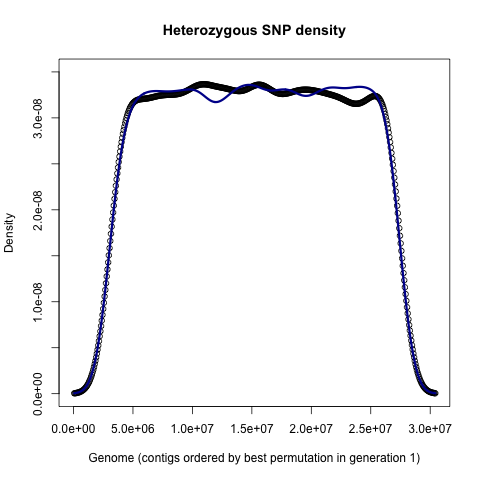 Heterozygous SNP density
Density
3.0e-08
2.0e-08
1.0e-08
0.0e+00
0.0e+00 5.0e+06 1.0e+07 1.5e+07 2.0e+07 2.5e+07 3.0e+07
Genome (contigs ordered by best permutation in generation 1)